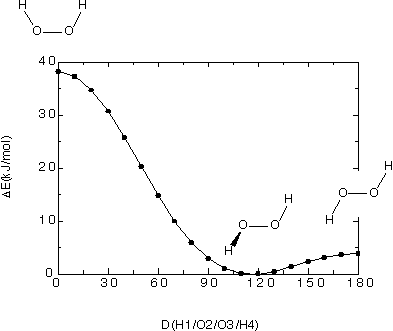 H H
O O
40
30
20
10
0
ΔE(kJ/mol)
H
O O
H
H
O O
H
0 30 60 90 120 150 180
D(H1/O2/O3/H4)